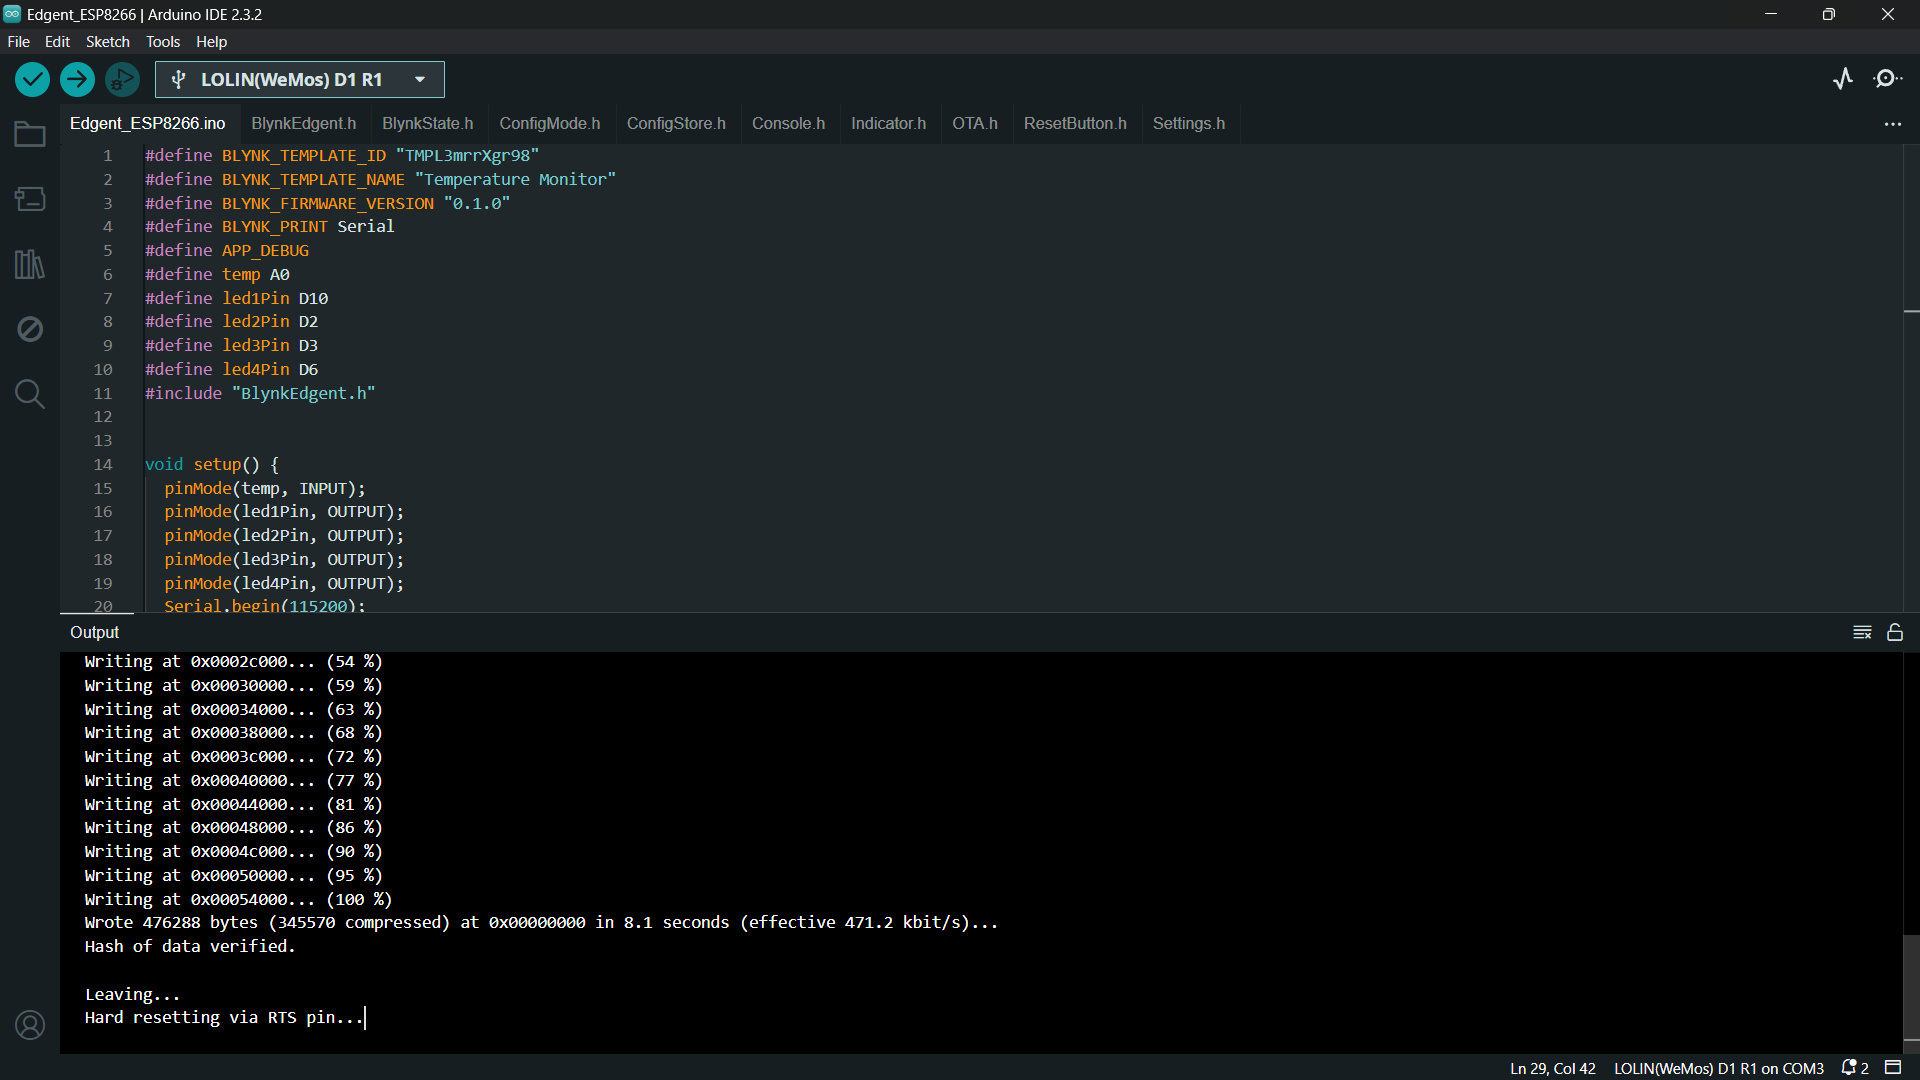 Edgent_ESP8266 | Arduino IDE 2.3.2
File Edit Sketch Tools Help
LOLIN(WeMos) D1 R1
Edgent_ESP8266.ino BlynkEdgent.h BlynkState.h ConfigMode.h ConfigStore.h Console.h Indicator.h OTA.h ResetButton.h Settings.h
1 #define BLYNK_TEMPLATE_ID "TMPL3mrrXgr98"
2 #define BLYNK_TEMPLATE_NAME "Temperature Monitor"
3 #define BLYNK_FIRMWARE_VERSION "0.1.0"
4 #define BLYNK_PRINT Serial
5 #define APP_DEBUG
6 #define temp A0
7 #define led1Pin D10
8 #define led2Pin D2
9 #define led3Pin D3
10 #define led4Pin D6
11 #include "BlynkEdgent.h"
12
13
14 void setup() {
15 pinMode(temp, INPUT);
16 pinMode(led1Pin, OUTPUT);
17 pinMode(led2Pin, OUTPUT);
18 pinMode(led3Pin, OUTPUT);
19 pinMode(led4Pin, OUTPUT);
20 Serial.begin(115200);
Output
Writing at 0x0002c000... (54 %)
Writing at 0x00030000... (59 %)
Writing at 0x00034000... (63 %)
Writing at 0x00038000... (68 %)
Writing at 0x0003c000... (72 %)
Writing at 0x00040000... (77 %)
Writing at 0x00044000... (81 %)
Writing at 0x00048000... (86 %)
Writing at 0x0004c000... (90 %)
Writing at 0x00050000... (95 %)
Writing at 0x00054000... (100 %)
Wrote 476288 bytes (345570 compressed) at 0x00000000 in 8.1 seconds (effective 471.2 kbit/s)...
Hash of data verified.
Leaving...
Hard resetting via RTS pin...
Ln 29, Col 42 LOLIN(WeMos) D1 R1 on COM3 2